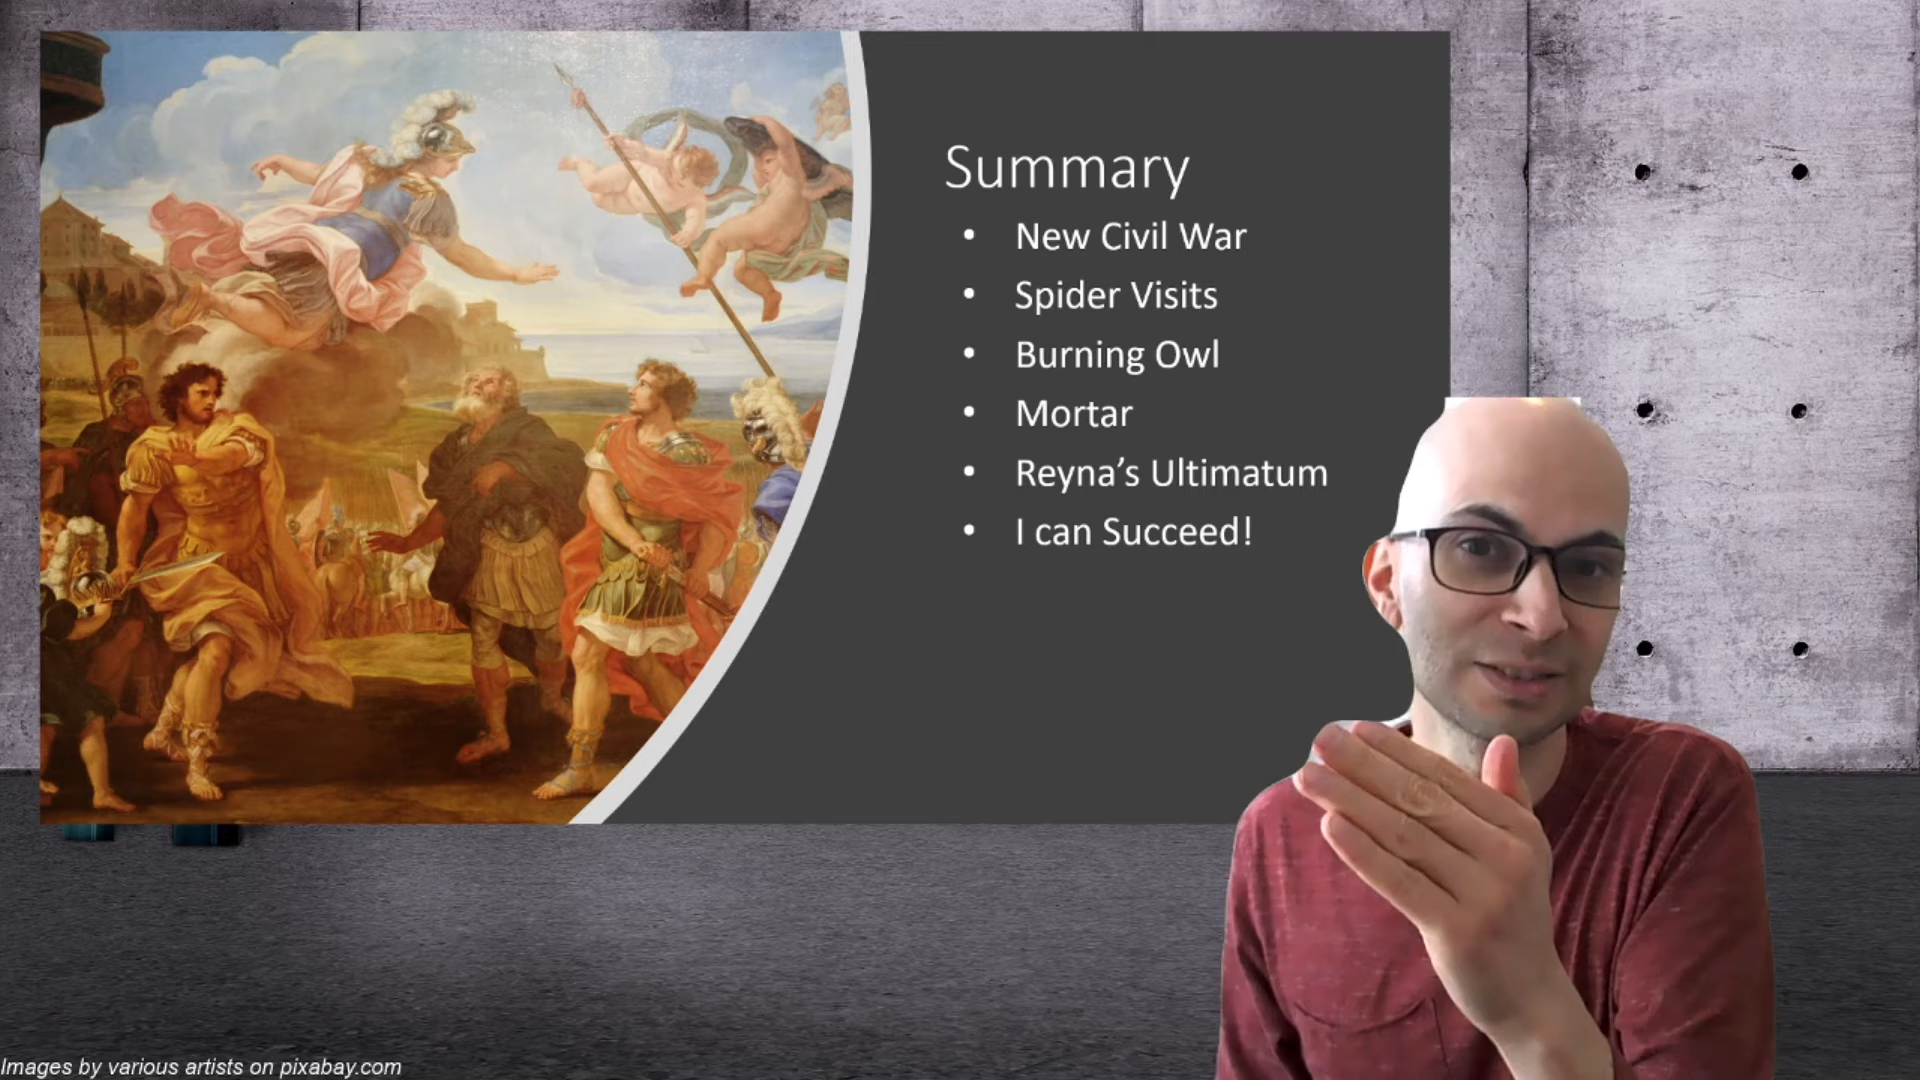 Summary
• New Civil War
• Spider Visits
• Burning Owl
• Mortar
• Reyna’s Ultimatum
• I can Succeed!
Images by various artists on pixabay.com